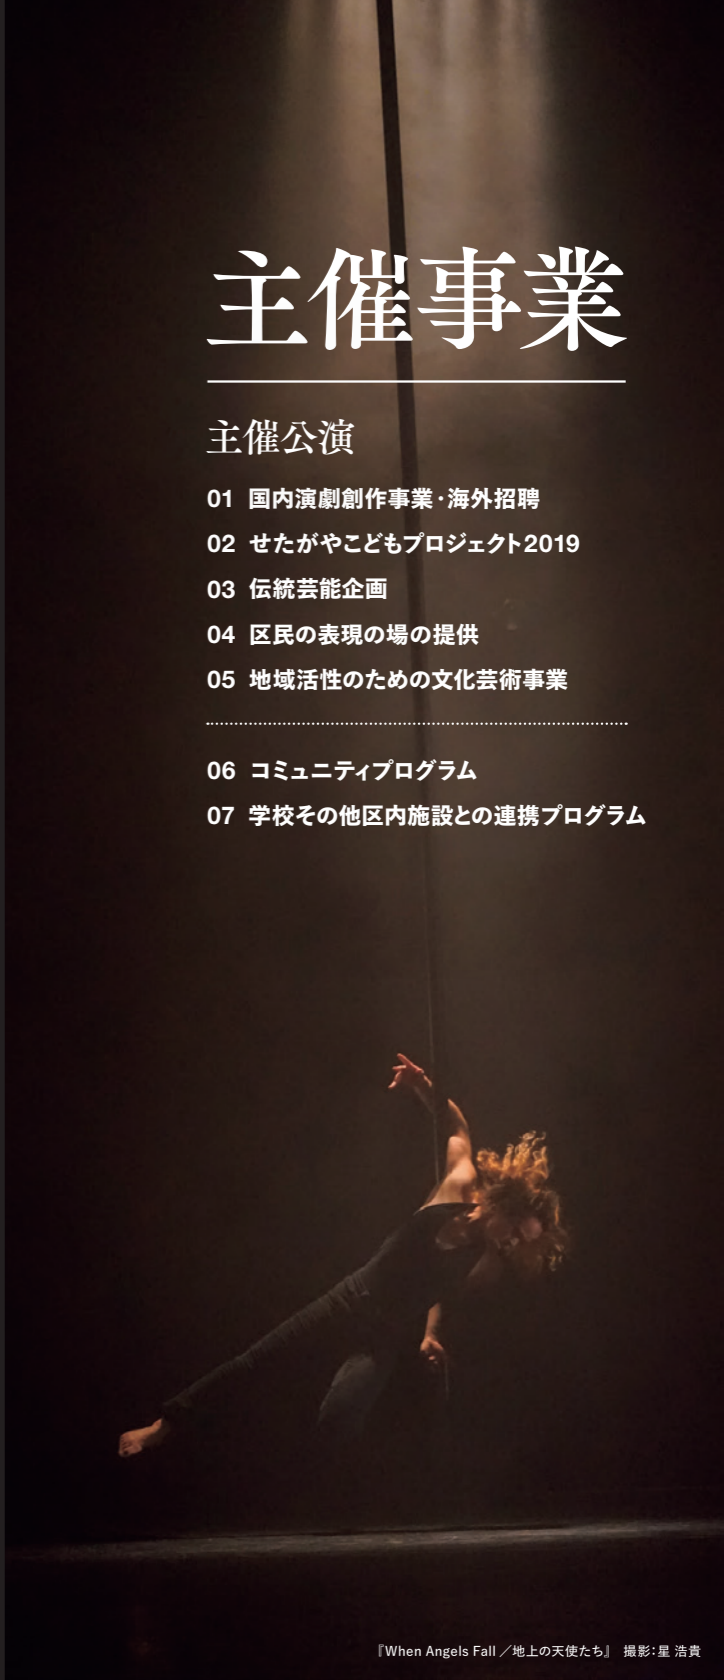 主催事業
主催公演
01 国内演劇創作事業・海外招聘
02 せたがやこどもプロジェクト2019
03 伝統芸能企画
04 区民の表現の場の提供
05 地域活性のための文化芸術事業
06 コミュニティプログラム
07 学校その他区内施設との連携プログラム
『When Angels Fall／地上の天使たち』 撮影：星 浩貴